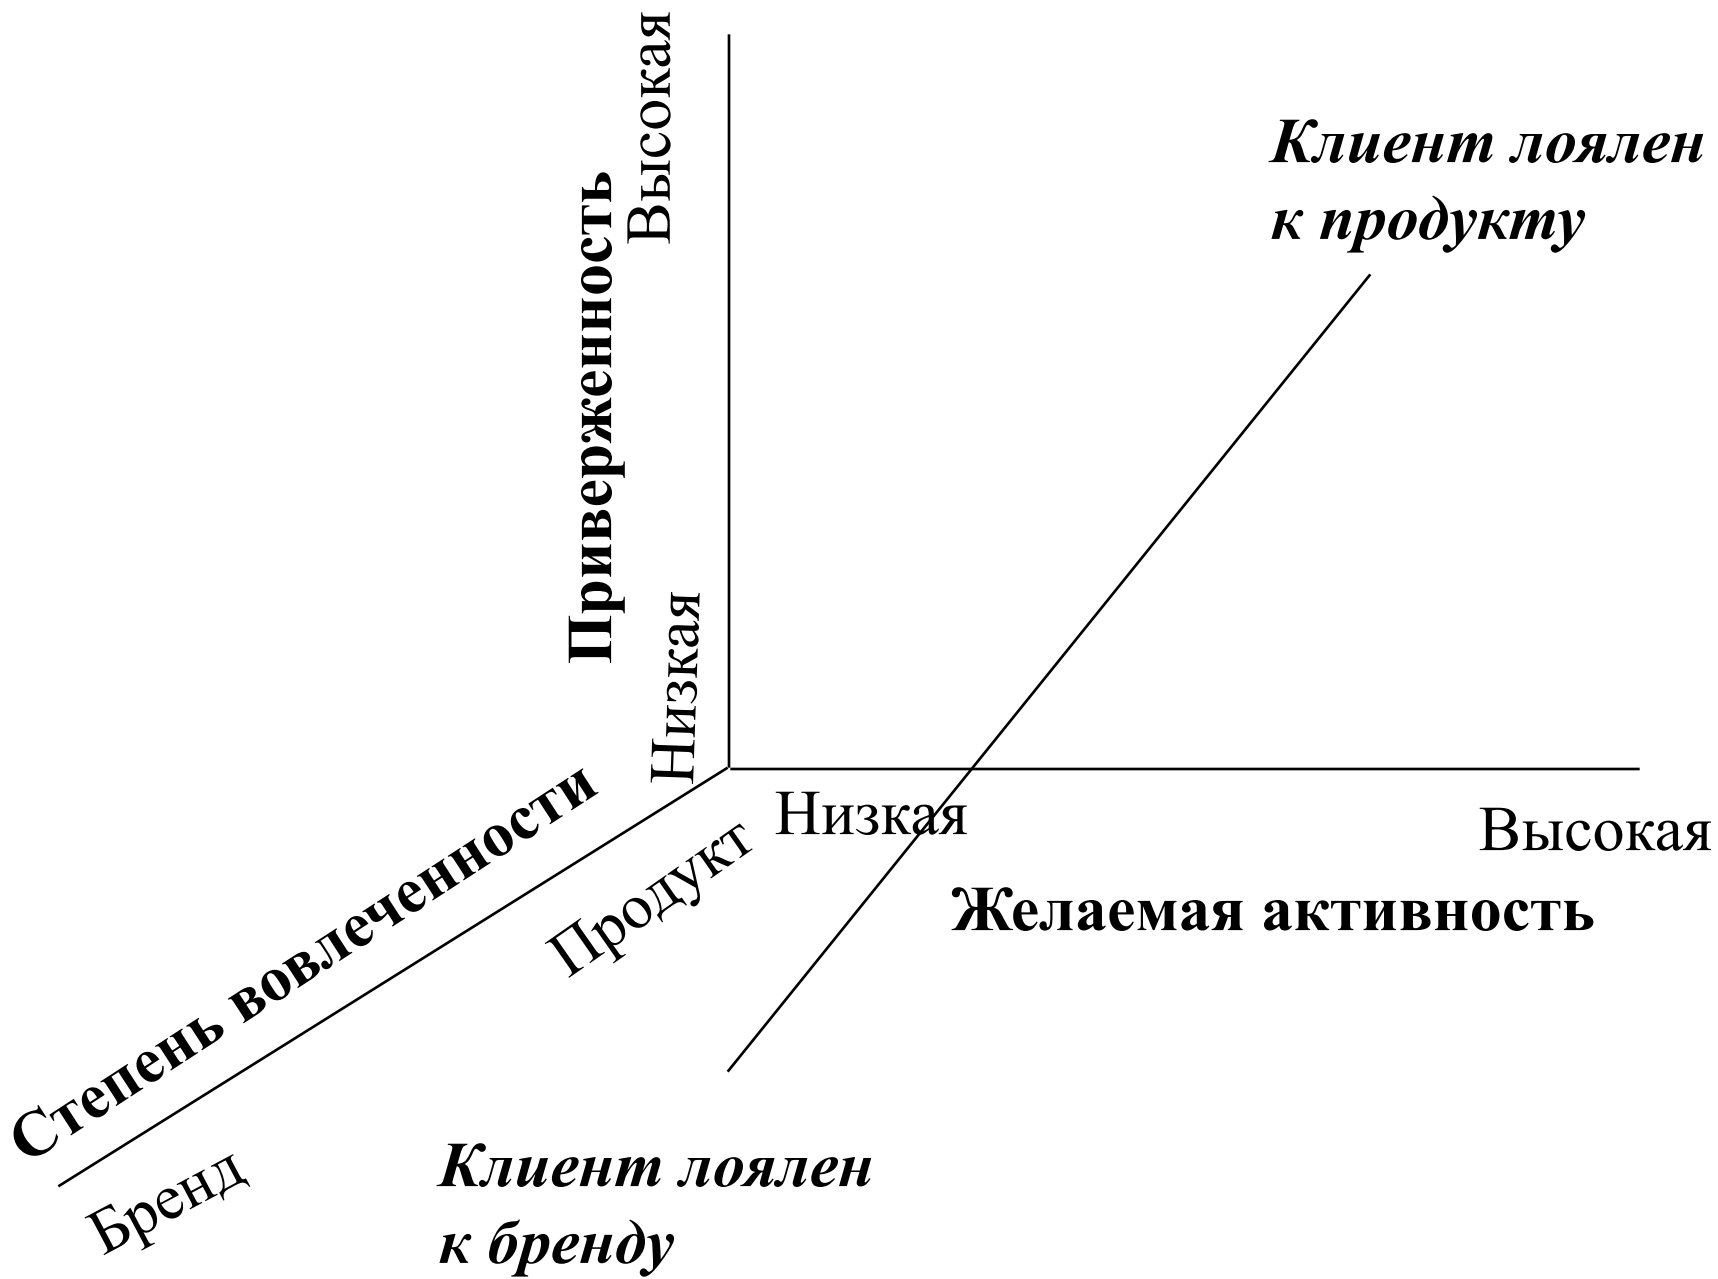 Высокая
Приверженность
Низкая
Клиент лоялен
к продукту
Низкая
Высокая
Желаемая активность
Степень вовлеченности
Продукт
Бренд
Клиент лоялен
к бренду